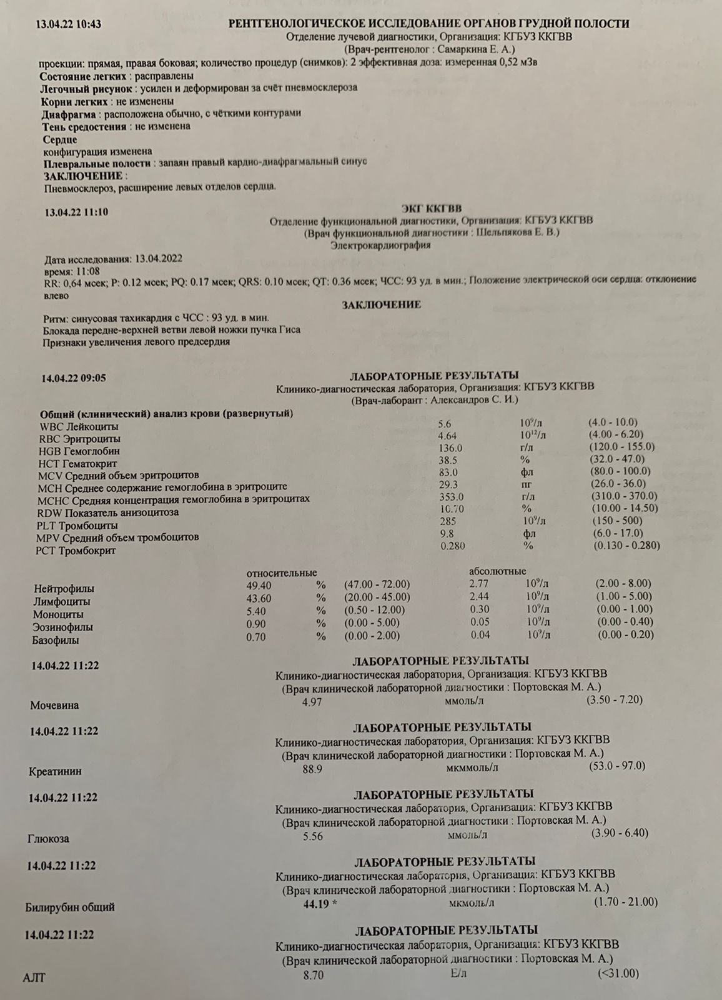 13.04.22 10:43 РЕНТГЕНОЛОГИЧЕСКОЕ ИССЛЕДОВАНИЕ ОРГАНОВ ГРУДНОЙ ПОЛОСТИ
Отделение лучевой диагностики, Организация: КГБУЗ ККГВВ
(Врач-рентгенолог : Самаркина Е. А.)
проекции: прямая, правая боковая; количество процедур (снимков): 2 эффективная доза: измеренная 0,52 мЗв
Состояние легких : расправлены
Легочный рисунок : усилен и деформирован за счёт пневмосклероза
Корни легких : не изменены
Диафрагма : расположена обычно, с чёткими контурами
Тень средостения : не изменена
Сердце
конфигурация изменена
Плевральные полости : запаян правый кардио-диафрагмальный синус
ЗАКЛЮЧЕНИЕ :
Пневмосклероз, расширение левых отделов сердца.
13.04.22 11:10 ЭКГ ККГВВ
Отделение функциональной диагностики, Организация: КГБУЗ ККГВВ
(Врач функциональной диагностики : Шельпякова Е. В.)
Электрокардиография
Дата исследования: 13.04.2022
время: 11:08
RR: 0,64 мсек; P: 0.12 мсек; PQ: 0.17 мсек; QRS: 0.10 мсек; QT: 0.36 мсек; ЧСС: 93 уд. в мин.; Положение электрической оси сердца: отклонение
влево
ЗАКЛЮЧЕНИЕ
Ритм: синусовая тахикардия с ЧСС : 93 уд. в мин.
Блокада передне-верхней ветви левой ножки пучка Гиса
Признаки увеличения левого предсердия
14.04.22 09:05 ЛАБОРАТОРНЫЕ РЕЗУЛЬТАТЫ
Клинико-диагностическая лаборатория, Организация: КГБУЗ ККГВВ
(Врач-лаборант : Александров С. И.)
Общий (клинический) анализ крови (развернутый)
WBC Лейкоциты 5.6 10⁹/л (4.0 - 10.0)
RBC Эритроциты 4.64 10¹²/л (4.00 - 6.20)
HGB Гемоглобин 136.0 г/л (120.0 - 155.0)
HCT Гематокрит 38.5 % (32.0 - 47.0)
MCV Средний объем эритроцитов 83.0 фл (80.0 - 100.0)
MCH Среднее содержание гемоглобина в эритроците 29.3 пг (26.0 - 36.0)
MCHC Средняя концентрация гемоглобина в эритроцитах 353.0 г/л (310.0 - 370.0)
RDW Показатель анизоцитоза 10.70 % (10.00 - 14.50)
PLT Тромбоциты 285 10⁹/л (150 - 500)
MPV Средний объем тромбоцитов 9.8 фл (6.0 - 17.0)
PCT Тромбокрит 0.280 % (0.130 - 0.280)
относительные абсолютные
Нейтрофилы 49.40 % (47.00 - 72.00) 2.77 10⁹/л (2.00 - 8.00)
Лимфоциты 43.60 % (20.00 - 45.00) 2.44 10⁹/л (1.00 - 5.00)
Моноциты 5.40 % (0.50 - 12.00) 0.30 10⁹/л (0.00 - 1.00)
Эозинофилы 0.90 % (0.00 - 5.00) 0.05 10⁹/л (0.00 - 0.40)
Базофилы 0.70 % (0.00 - 2.00) 0.04 10⁹/л (0.00 - 0.20)
14.04.22 11:22 ЛАБОРАТОРНЫЕ РЕЗУЛЬТАТЫ
Клинико-диагностическая лаборатория, Организация: КГБУЗ ККГВВ
(Врач клинической лабораторной диагностики : Портовская М. А.)
Мочевина 4.97 ммоль/л (3.50 - 7.20)
14.04.22 11:22 ЛАБОРАТОРНЫЕ РЕЗУЛЬТАТЫ
Клинико-диагностическая лаборатория, Организация: КГБУЗ ККГВВ
(Врач клинической лабораторной диагностики : Портовская М. А.)
Креатинин 88.9 мкммоль/л (53.0 - 97.0)
14.04.22 11:22 ЛАБОРАТОРНЫЕ РЕЗУЛЬТАТЫ
Клинико-диагностическая лаборатория, Организация: КГБУЗ ККГВВ
(Врач клинической лабораторной диагностики : Портовская М. А.)
Глюкоза 5.56 ммоль/л (3.90 - 6.40)
14.04.22 11:22 ЛАБОРАТОРНЫЕ РЕЗУЛЬТАТЫ
Клинико-диагностическая лаборатория, Организация: КГБУЗ ККГВВ
(Врач клинической лабораторной диагностики : Портовская М. А.)
Билирубин общий 44.19 * мкмоль/л (1.70 - 21.00)
14.04.22 11:22 ЛАБОРАТОРНЫЕ РЕЗУЛЬТАТЫ
Клинико-диагностическая лаборатория, Организация: КГБУЗ ККГВВ
(Врач клинической лабораторной диагностики : Портовская М. А.)
АЛТ 8.70 Е/л (<31.00)